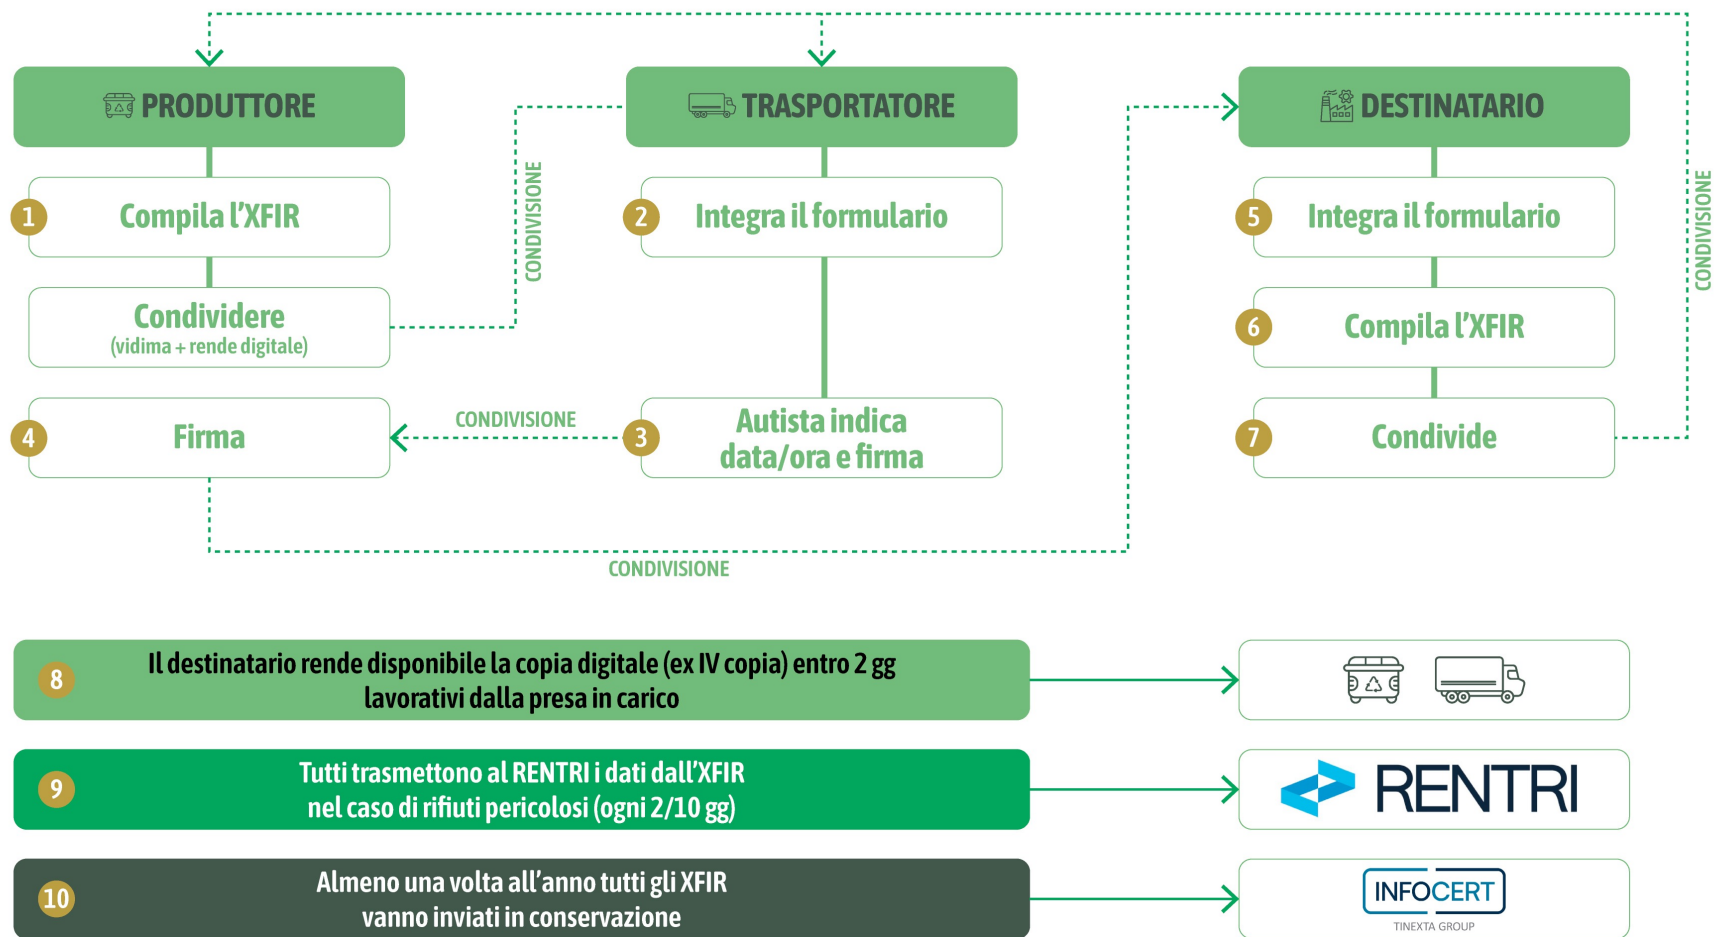 PRODUTTORE
1
Compila l'XFIR
Condividere
(vidima + rende digitale)
4
Firma
CONDIVISIONE
CONDIVISIONE
TRASPORTATORE
2
Integra il formulario
3
Autista indica
data/ora e firma
CONDIVISIONE
DESTINATARIO
5
Integra il formulario
6
Compila l'XFIR
7
Condivide
CONDIVISIONE
8
Il destinatario rende disponibile la copia digitale (ex IV copia) entro 2 gg
lavorativi dalla presa in carico
9
Tutti trasmettono al RENTRI i dati dall'XFIR
nel caso di rifiuti pericolosi (ogni 2/10 gg)
RENTRI
10
Almeno una volta all'anno tutti gli XFIR
vanno inviati in conservazione
INFOCERT
TINEXTA GROUP